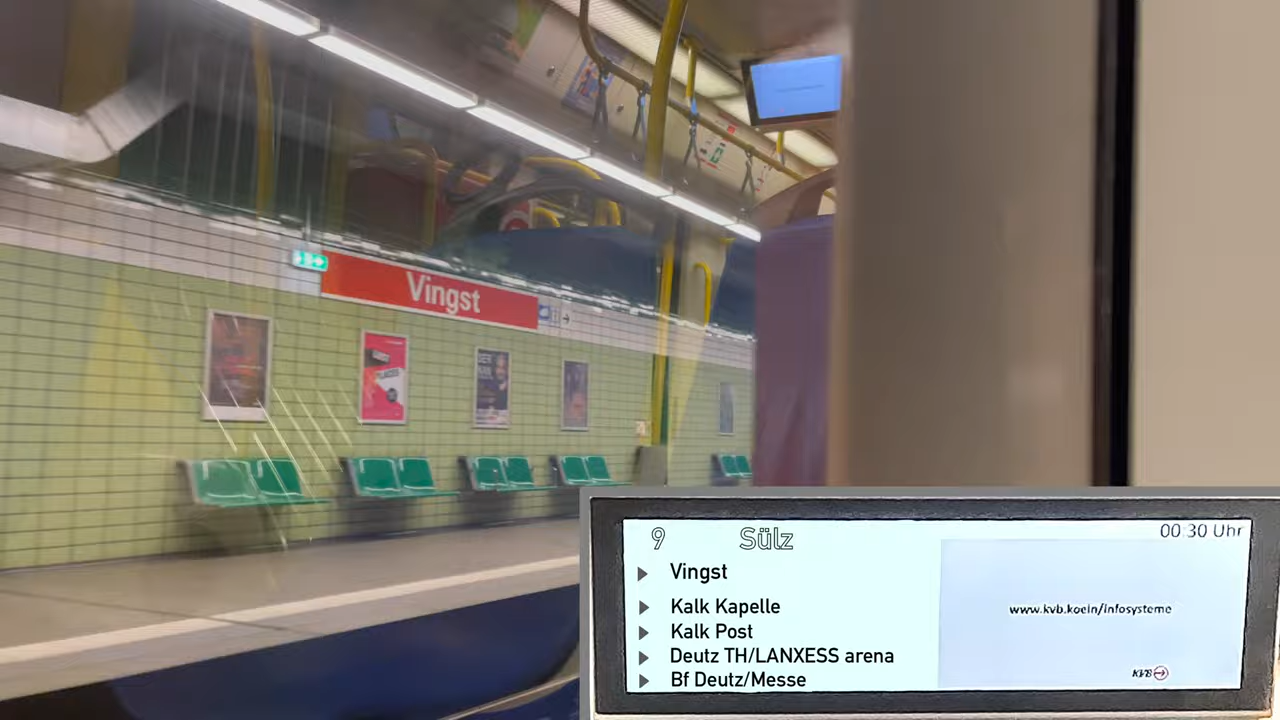 Vingst
9 Sülz
00:30 Uhr
Vingst
Kalk Kapelle
Kalk Post
Deutz TH/LANXESS arena
Bf Deutz/Messe
www.kvb.koeln/infosysteme
KVB